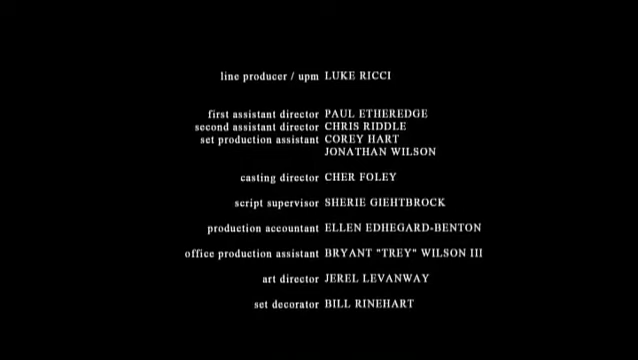 line producer / upm LUKE RICCI
first assistant director PAUL ETHEREDGE
second assistant director CHRIS RIDDLE
set production assistant COREY HART
JONATHAN WILSON
casting director CHER FOLEY
script supervisor SHERIE GIEHTBROCK
production accountant ELLEN EDHEGARD-BENTON
office production assistant BRYANT "TREY" WILSON III
art director JEREL LEVANWAY
set decorator BILL RINEHART